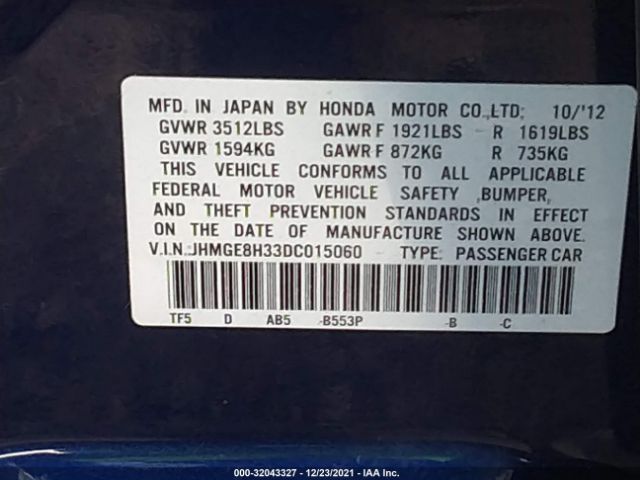 MFD. IN JAPAN BY HONDA MOTOR CO.,LTD; 10/'12
GVWR 3512LBS GAWR F 1921LBS - R 1619LBS
GVWR 1594KG GAWR F 872KG R 735KG
THIS VEHICLE CONFORMS TO ALL APPLICABLE
FEDERAL MOTOR VEHICLE SAFETY ,BUMPER,
AND THEFT PREVENTION STANDARDS IN EFFECT
ON THE DATE OF MANUFACTURE SHOWN ABOVE.
V.I.N.:JHMGE8H33DC015060 - TYPE: PASSENGER CAR
TF5 D AB5 -B553P -B -C
000-32043327 - 12/23/2021 - IAA Inc.